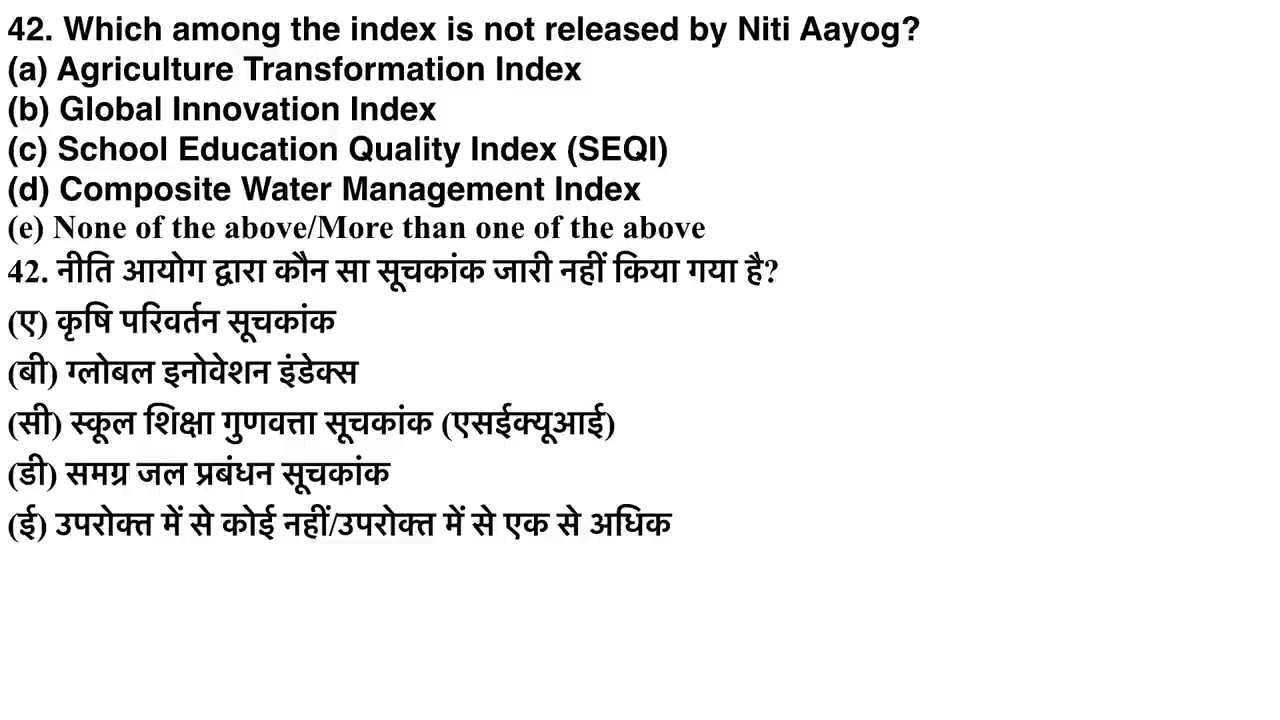 42. Which among the index is not released by Niti Aayog?
(a) Agriculture Transformation Index
(b) Global Innovation Index
(c) School Education Quality Index (SEQI)
(d) Composite Water Management Index
(e) None of the above/More than one of the above
42. नीति आयोग द्वारा कौन सा सूचकांक जारी नहीं किया गया है?
(ए) कृषि परिवर्तन सूचकांक
(बी) ग्लोबल इनोवेशन इंडेक्स
(सी) स्कूल शिक्षा गुणवत्ता सूचकांक (एसईक्यूआई)
(डी) समग्र जल प्रबंधन सूचकांक
(ई) उपरोक्त में से कोई नहीं/उपरोक्त में से एक से अधिक